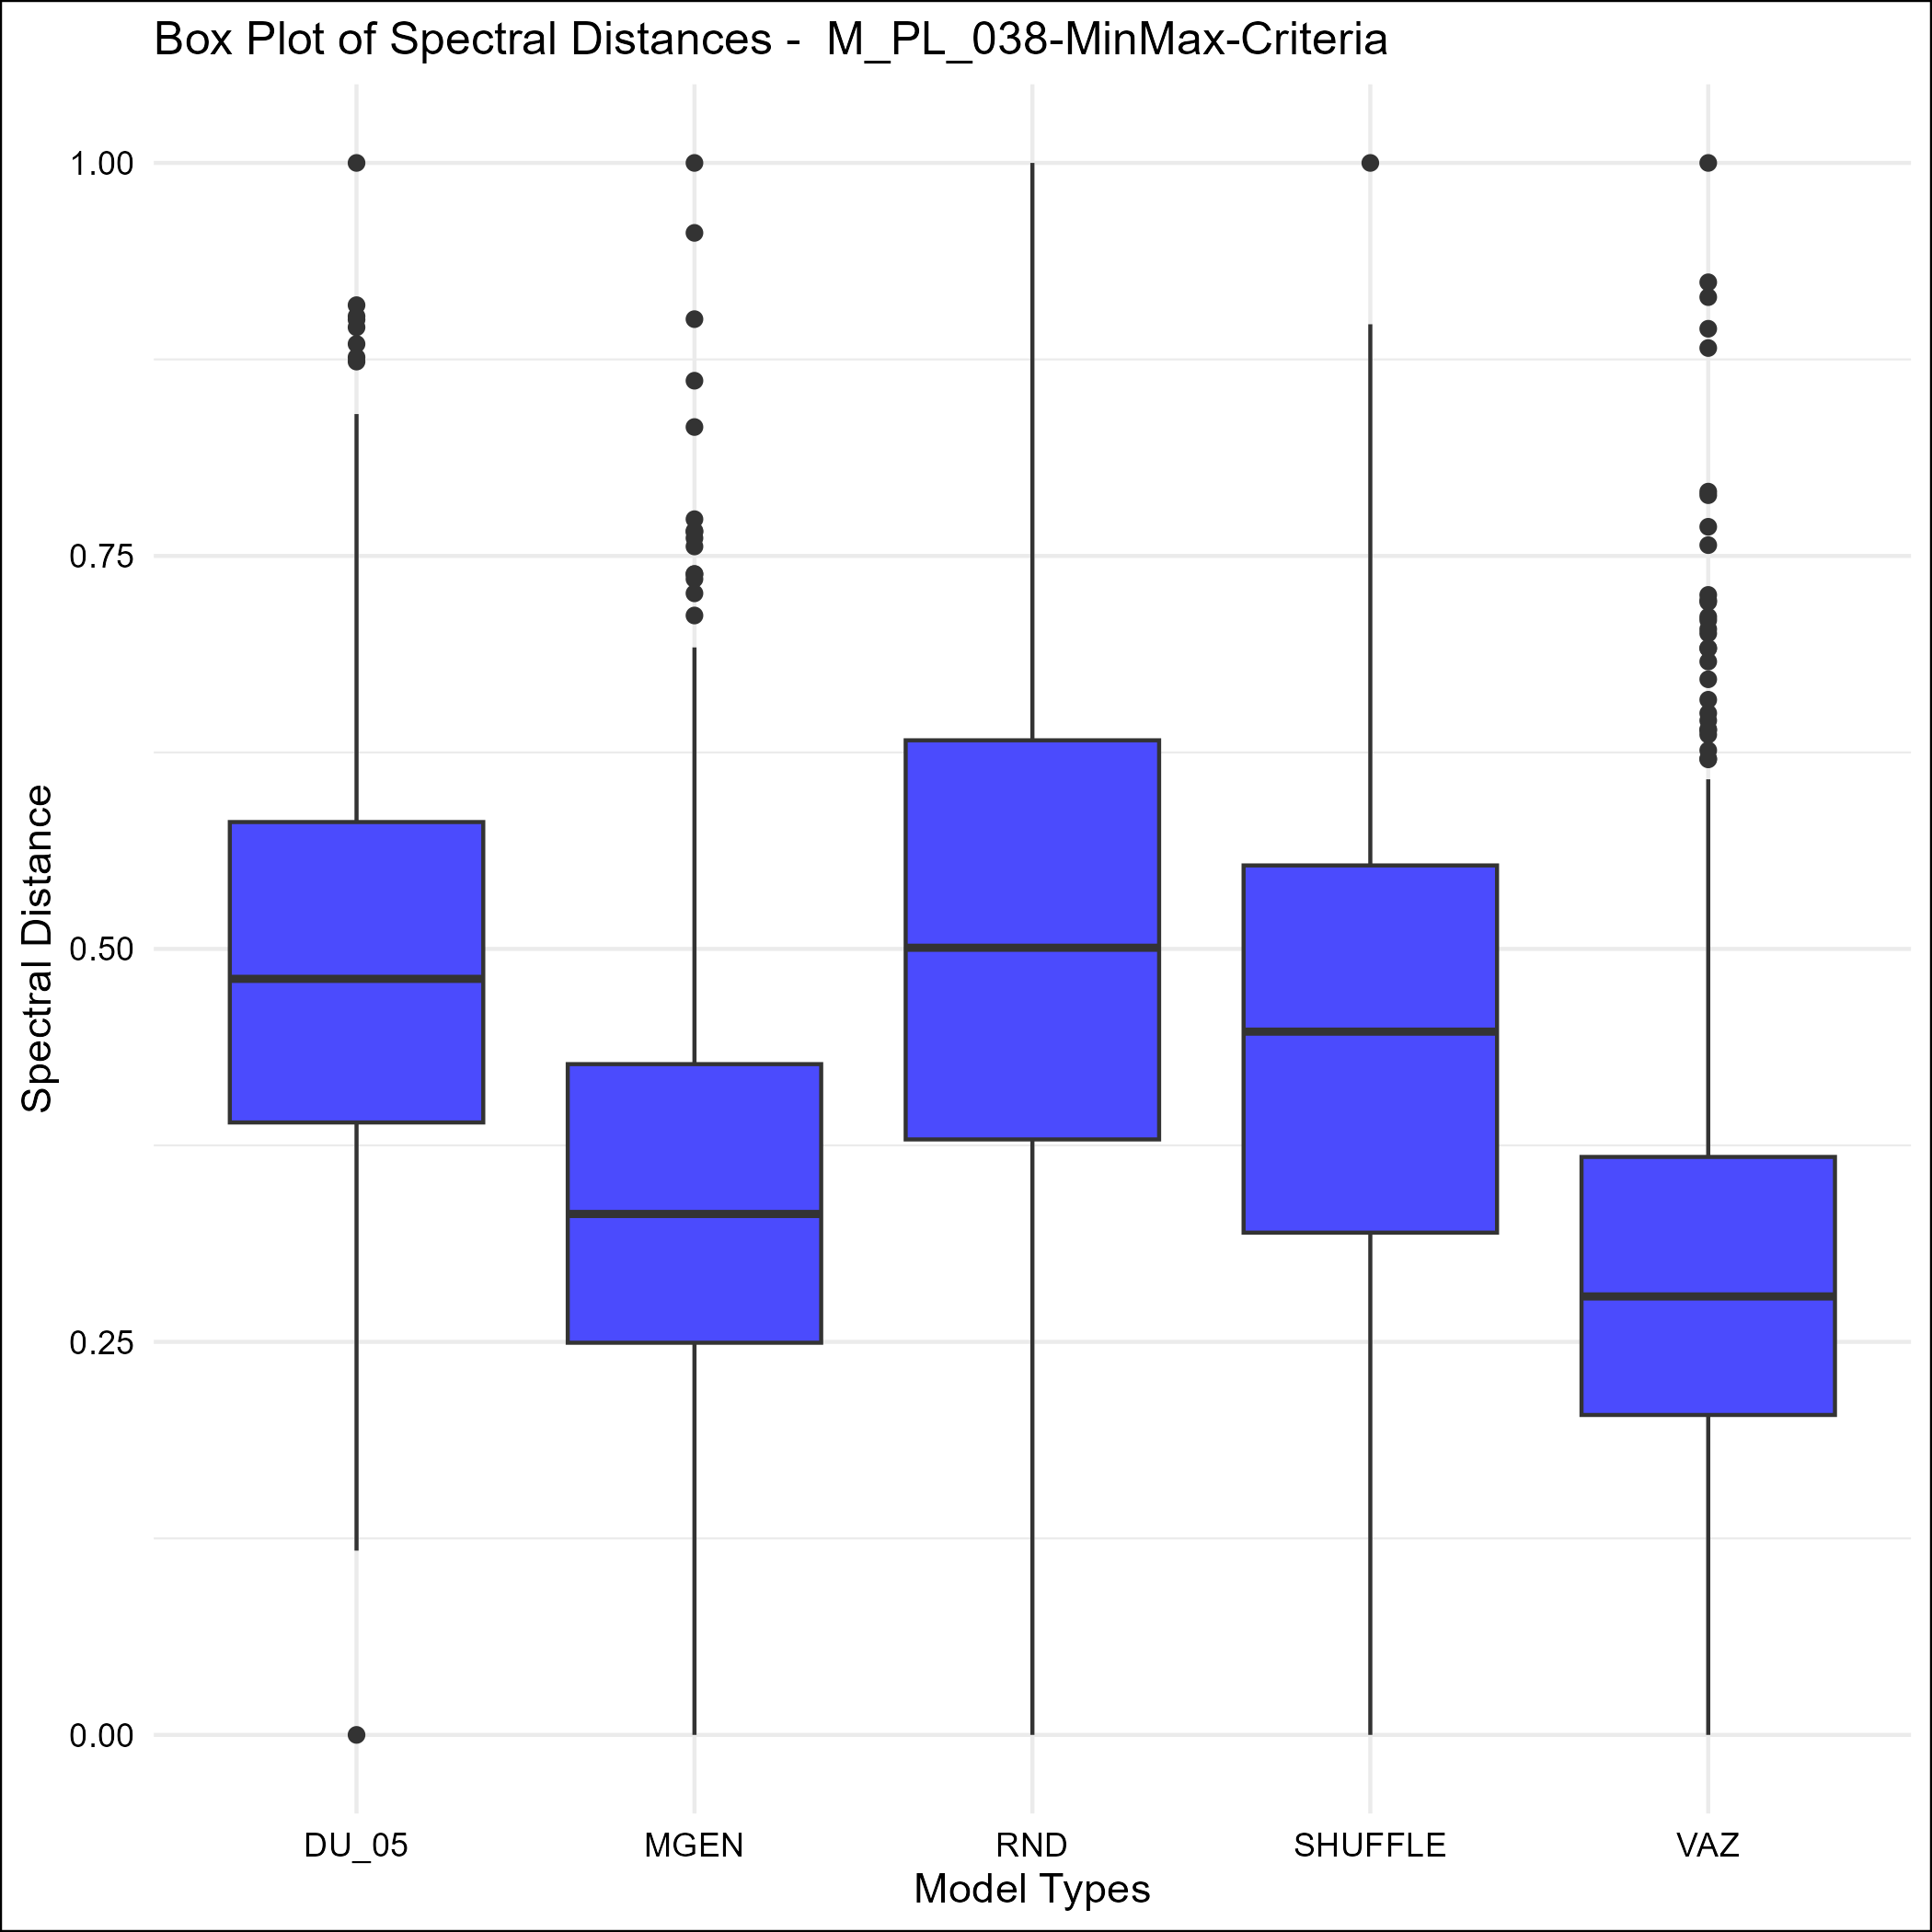 Box Plot of Spectral Distances -  M_PL_038-MinMax-Criteria
1.00
0.75
0.50
0.25
0.00
Spectral Distance
DU_05
MGEN
RND
SHUFFLE
VAZ
Model Types